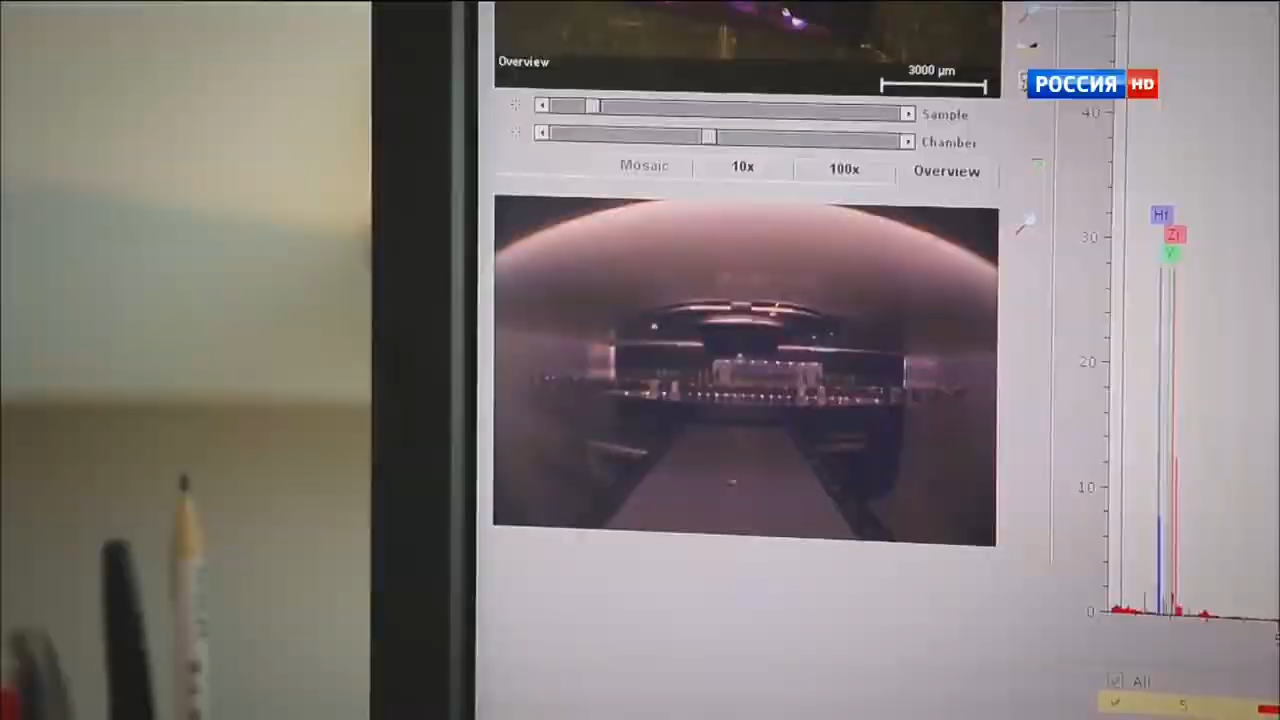 Overview
3000 µm
РОССИЯ HD
Sample
Chamber
Mosaic 10x 100x Overview
40
30
20
10
0
Hf
Zr
Y
All
5